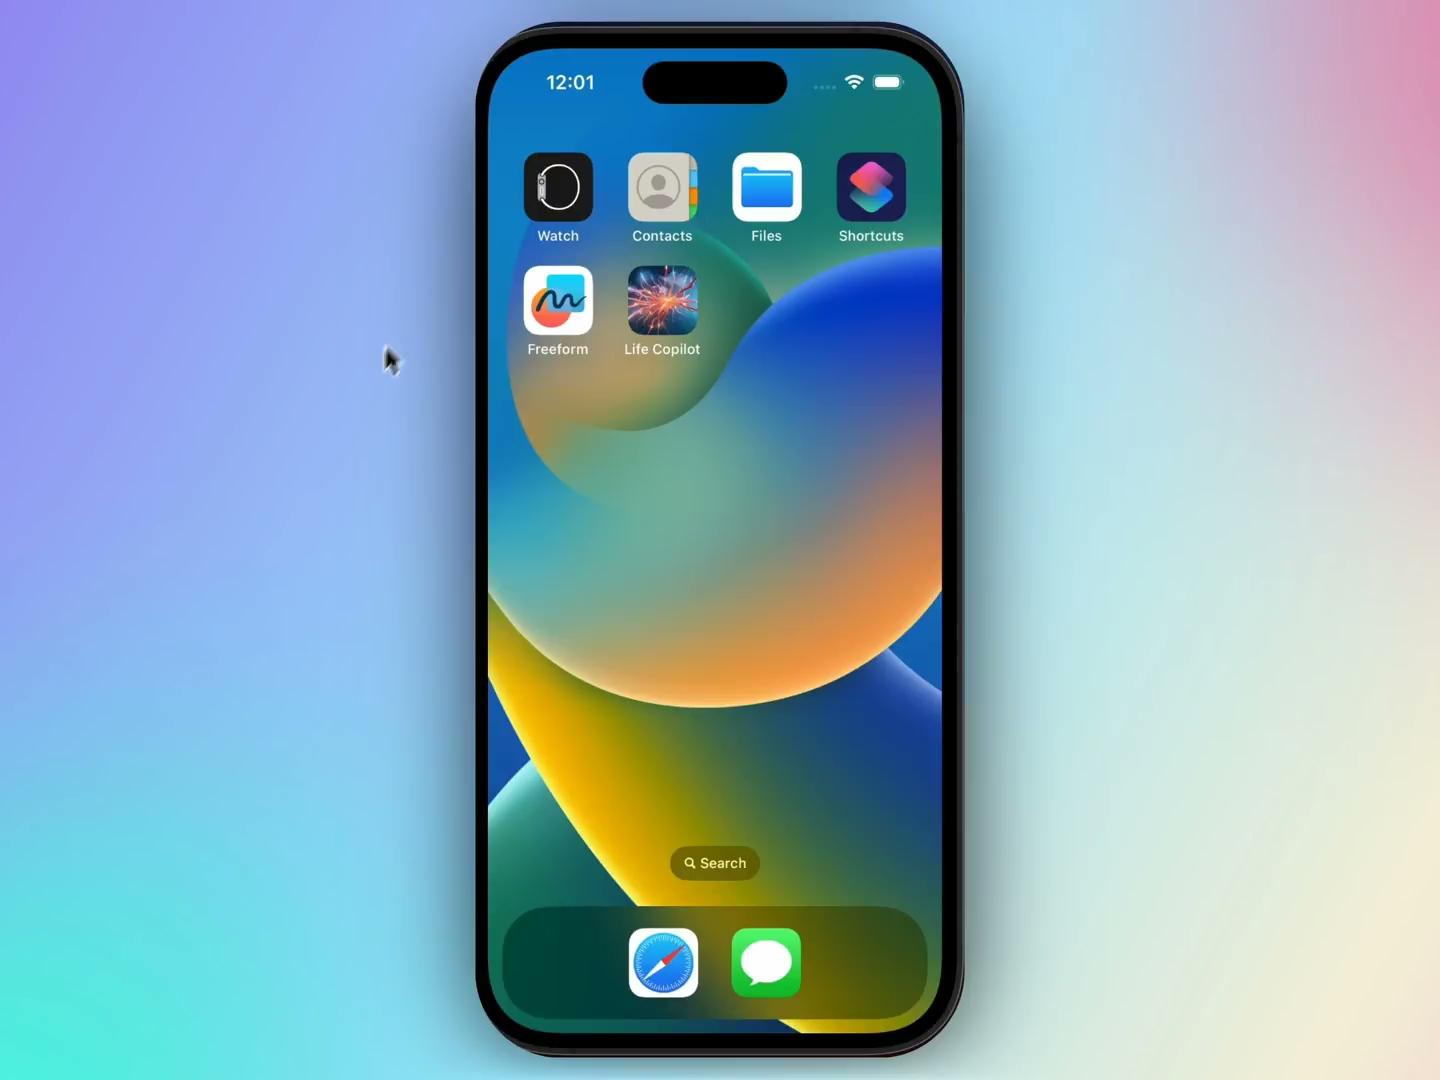 12:01
Watch
Contacts
Files
Shortcuts
Freeform
Life Copilot
Search